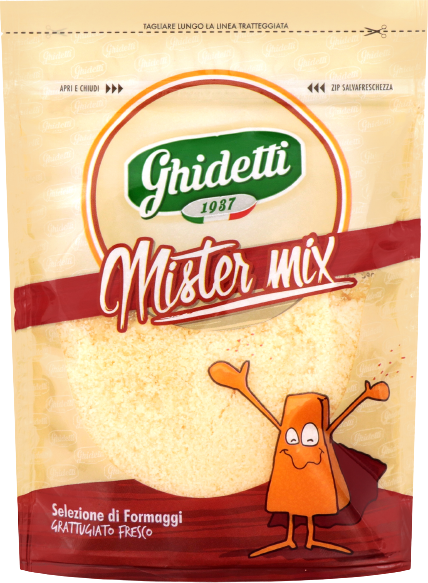 TAGLIARE LUNGO LA LINEA TRATTEGGIATA
APRI E CHIUDI
ZIP SALVAFRESCHEZZA
Ghidetti
1937
Mister mix
Selezione di Formaggi
GRATTUGIATO FRESCO